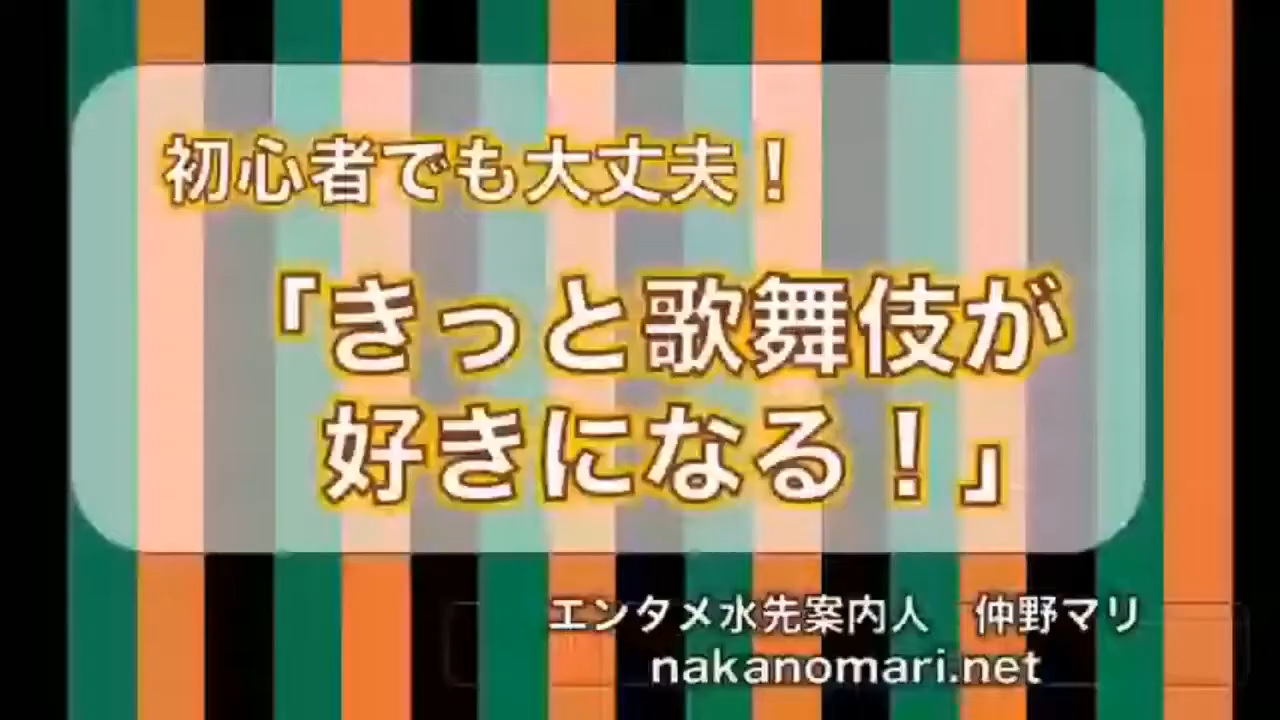 初心者でも大丈夫！
「きっと歌舞伎が
好きになる！」
エンタメ水先案内人　仲野マリ
nakanomari.net